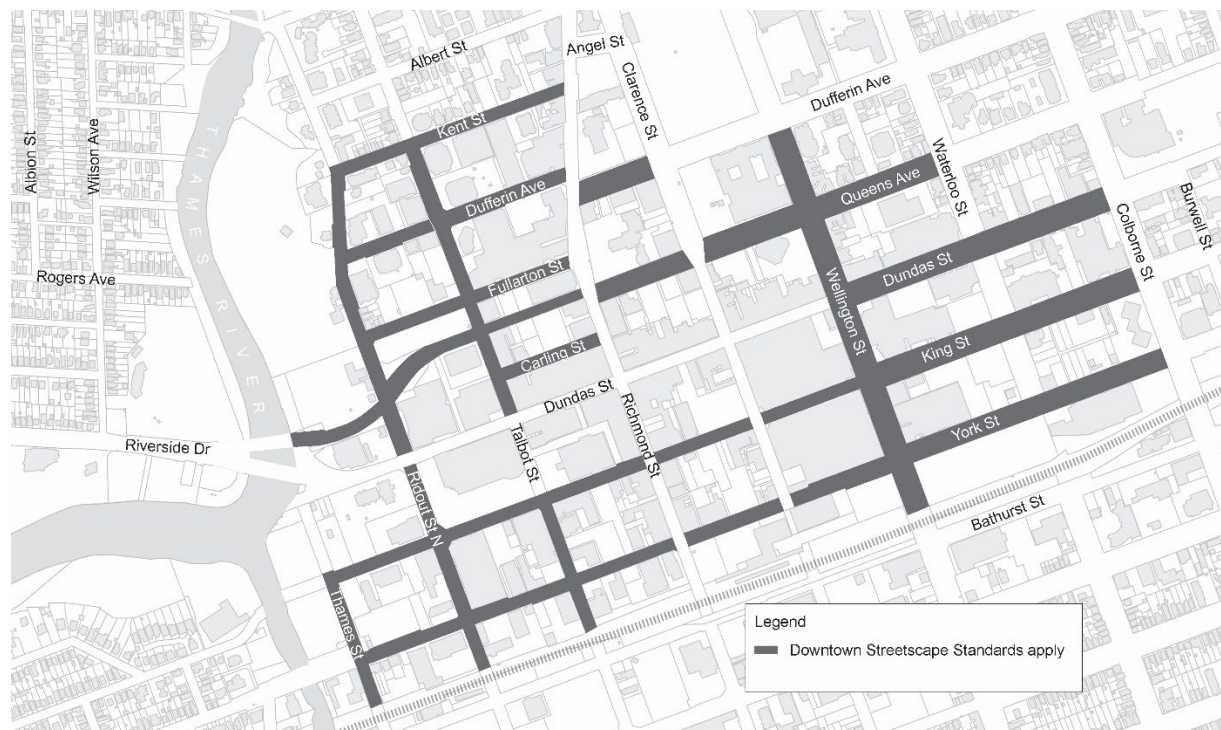 Albert St
Angel St
Clarence St
Dufferin Ave
Kent St
Albion St
Wilson Ave
THAMES RIVER
Dufferin Ave
Queens Ave
Waterloo St
Burwell St
Colborne St
Rogers Ave
Fullarton St
Dundas St
Wellington St
Carling St
King St
Dundas St
Richmond St
Riverside Dr
Talbot St
York St
Ridout St N
Bathurst St
Thames St
Legend
Downtown Streetscape Standards apply